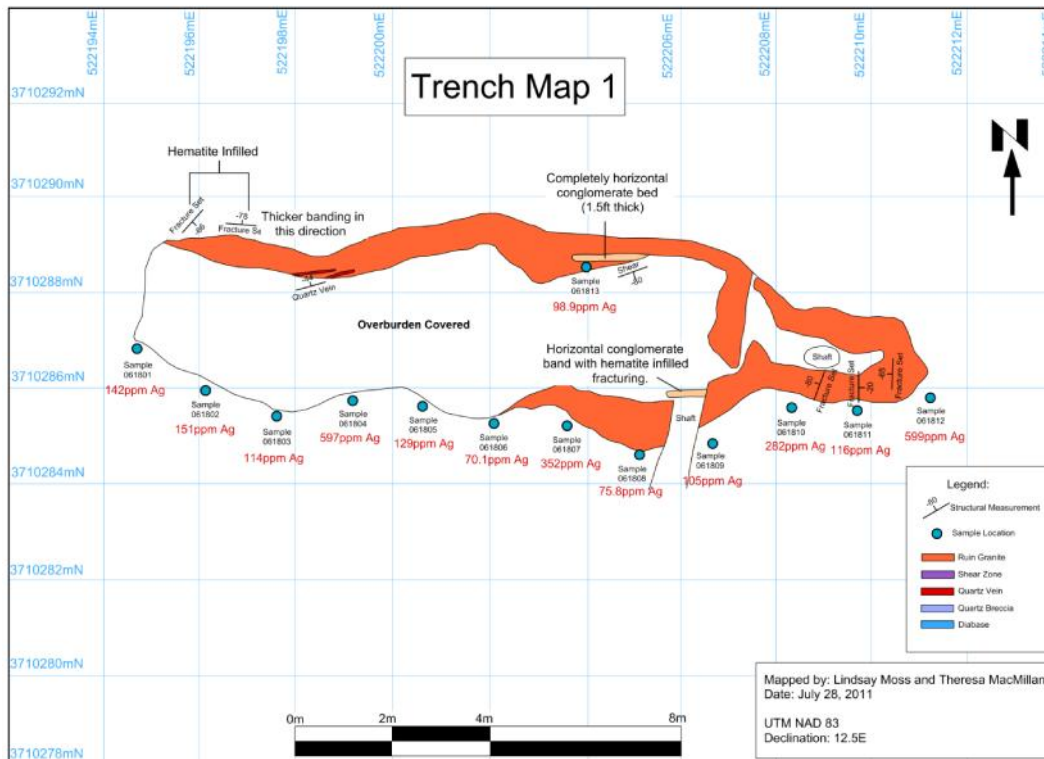 522194mE
522196mE
522198mE
522200mE
522206mE
522208mE
522210mE
522212mE
Trench Map 1
3710292mN
3710290mN
3710288mN
3710286mN
3710284mN
3710282mN
3710280mN
3710278mN
N
Hematite Infilled
Fracture Set
-86
-78
Fracture Se
Thicker banding in
this direction
Completely horizontal
conglomerate bed
(1.5ft thick)
Quartz Vein
Shear
-80
Sample
061813
98.9ppm Ag
Overburden Covered
Horizontal conglomerate
band with hematite infilled
fracturing.
Shaft
Shaft
-80
Fracture Set
Fracture Set
-20
-65
Fracture Set
Sample
061801
142ppm Ag
Sample
061802
151ppm Ag
Sample
061803
114ppm Ag
Sample
061804
597ppm Ag
Sample
061805
129ppm Ag
Sample
061806
70.1ppm Ag
Sample
061807
352ppm Ag
Sample
061808
75.8ppm Ag
Sample
061809
105ppm Ag
Sample
061810
282ppm Ag
Sample
061811
116ppm Ag
Sample
061812
599ppm Ag
Legend:
-80
Structural Measurement
Sample Location
Ruin Granite
Shear Zone
Quartz Vein
Quartz Breccia
Diabase
0m
2m
4m
8m
Mapped by: Lindsay Moss and Theresa MacMillan
Date: July 28, 2011
UTM NAD 83
Declination: 12.5E